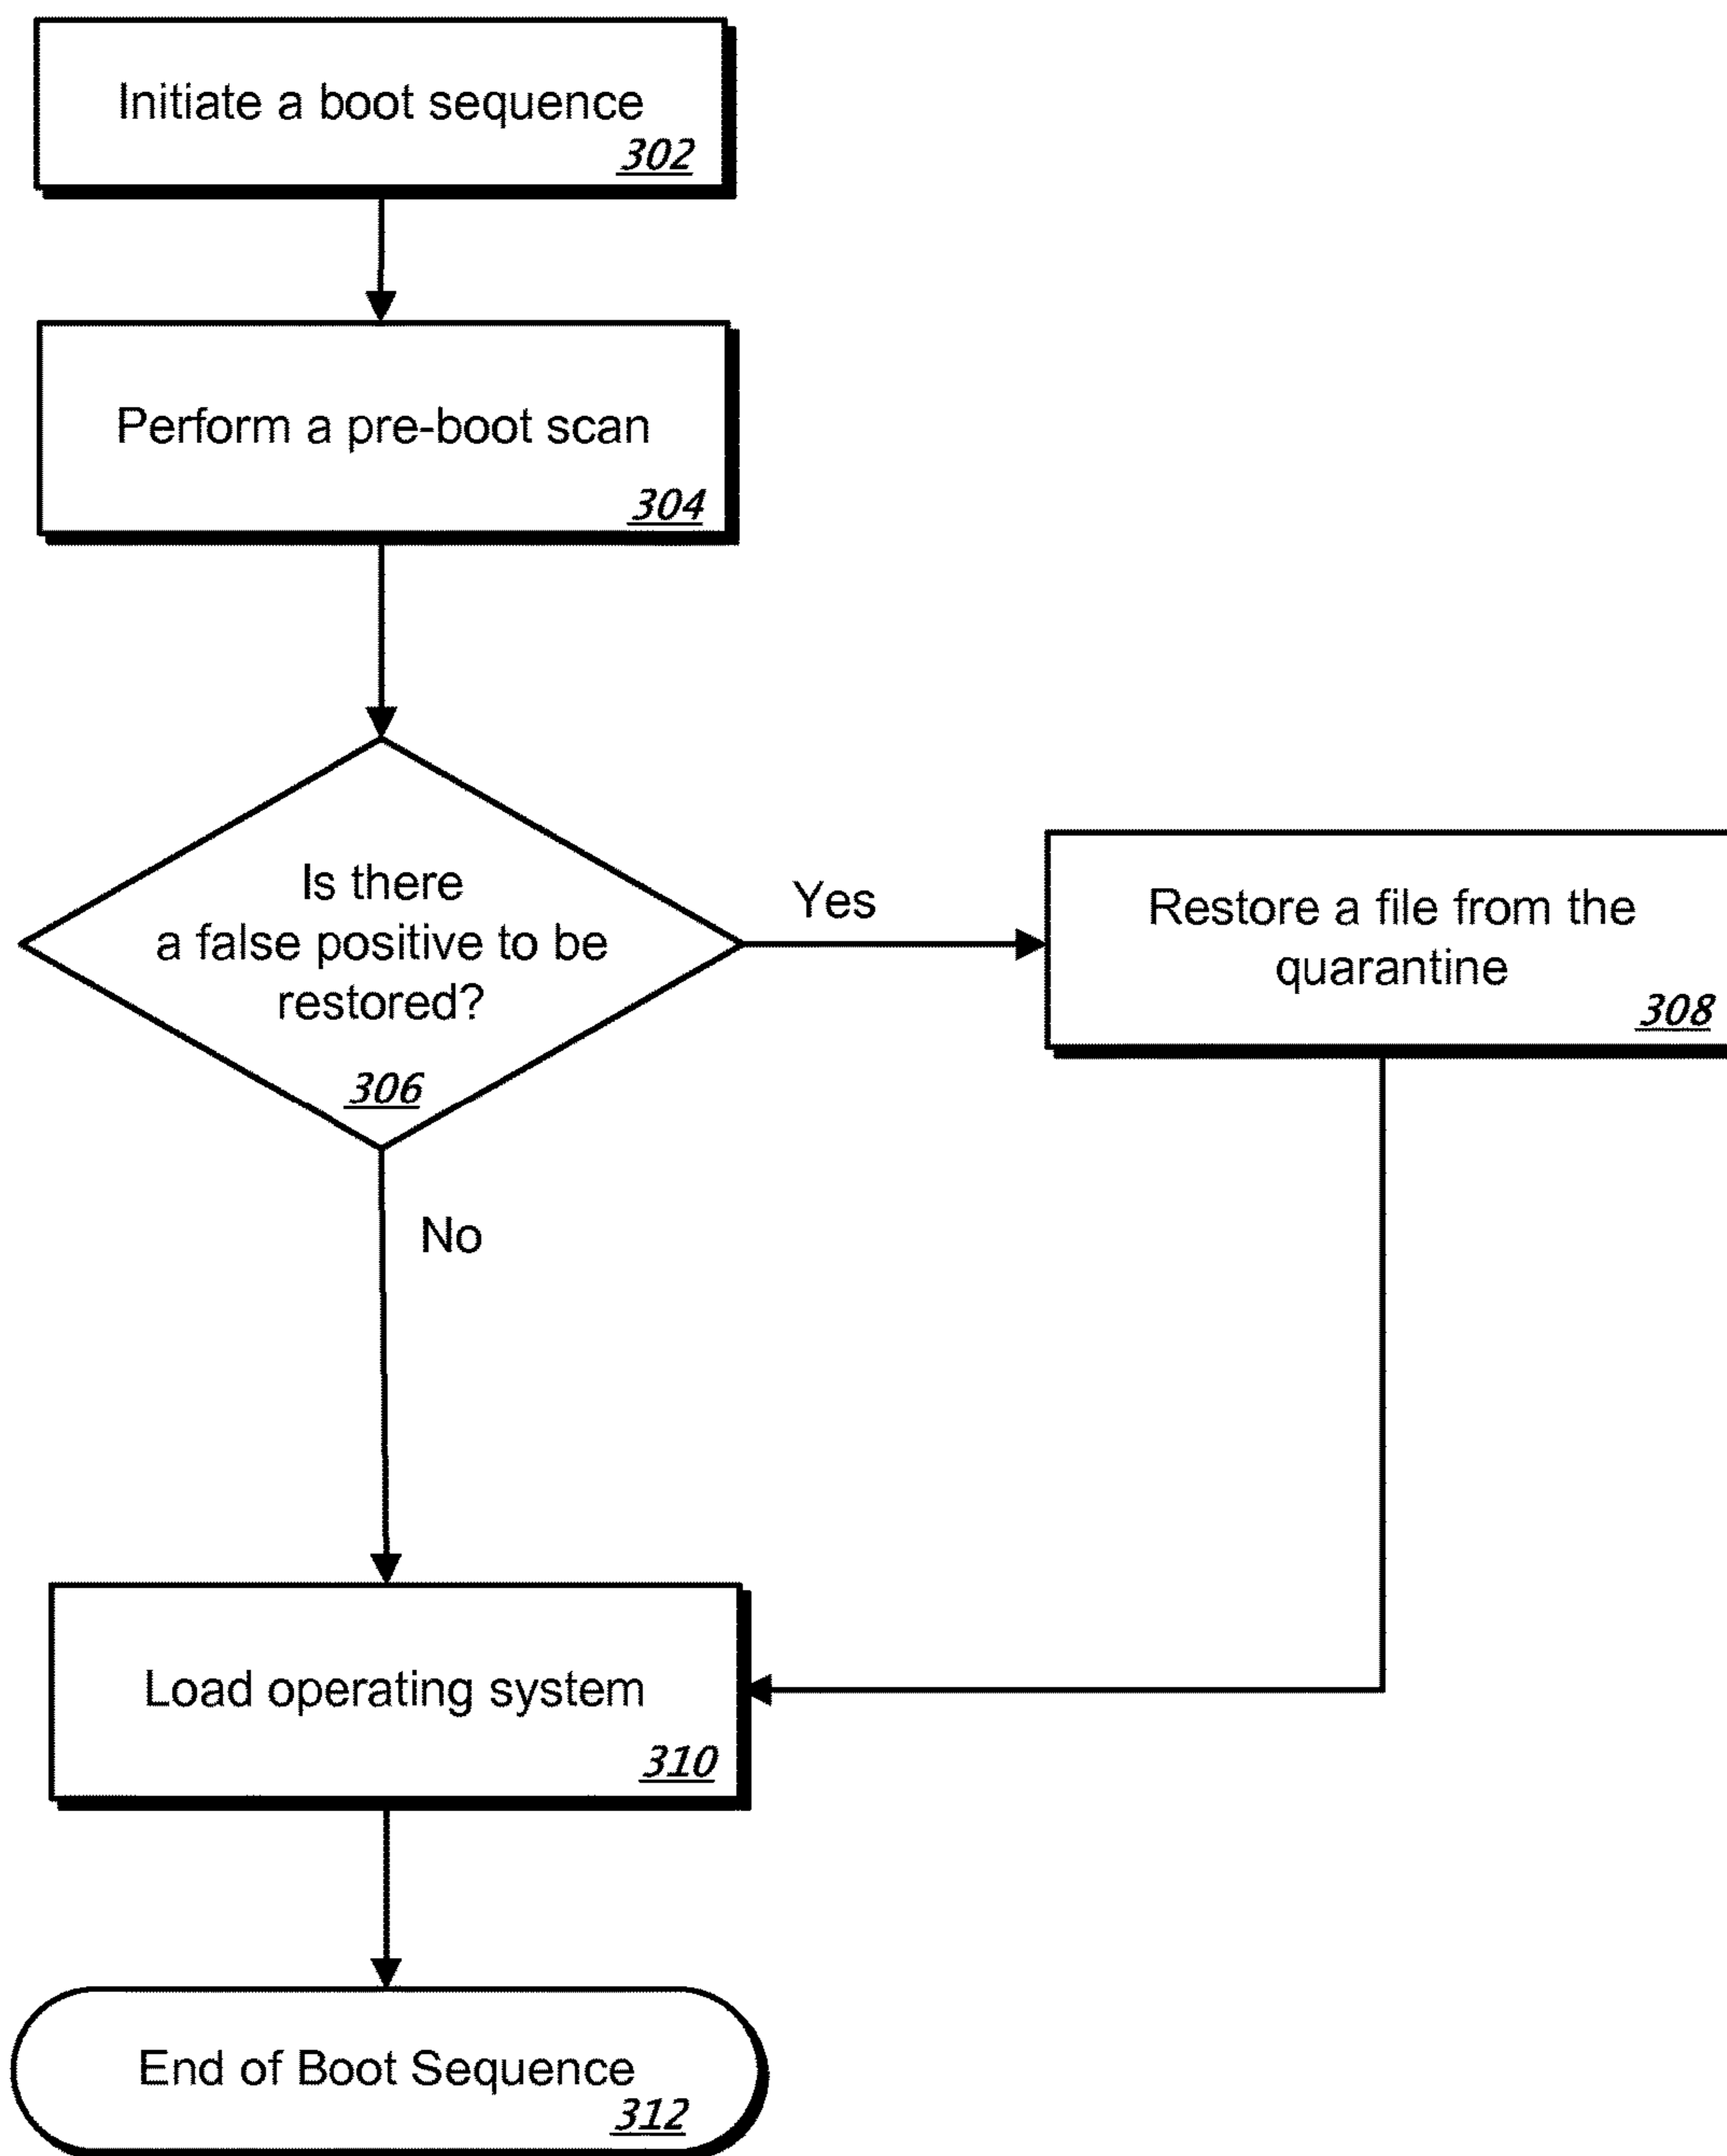 Initiate a boot sequence
302
Perform a pre-boot scan
304
Is there
a false positive to be
restored?
306
Yes
Restore a file from the
quarantine
308
No
Load operating system
310
End of Boot Sequence
312